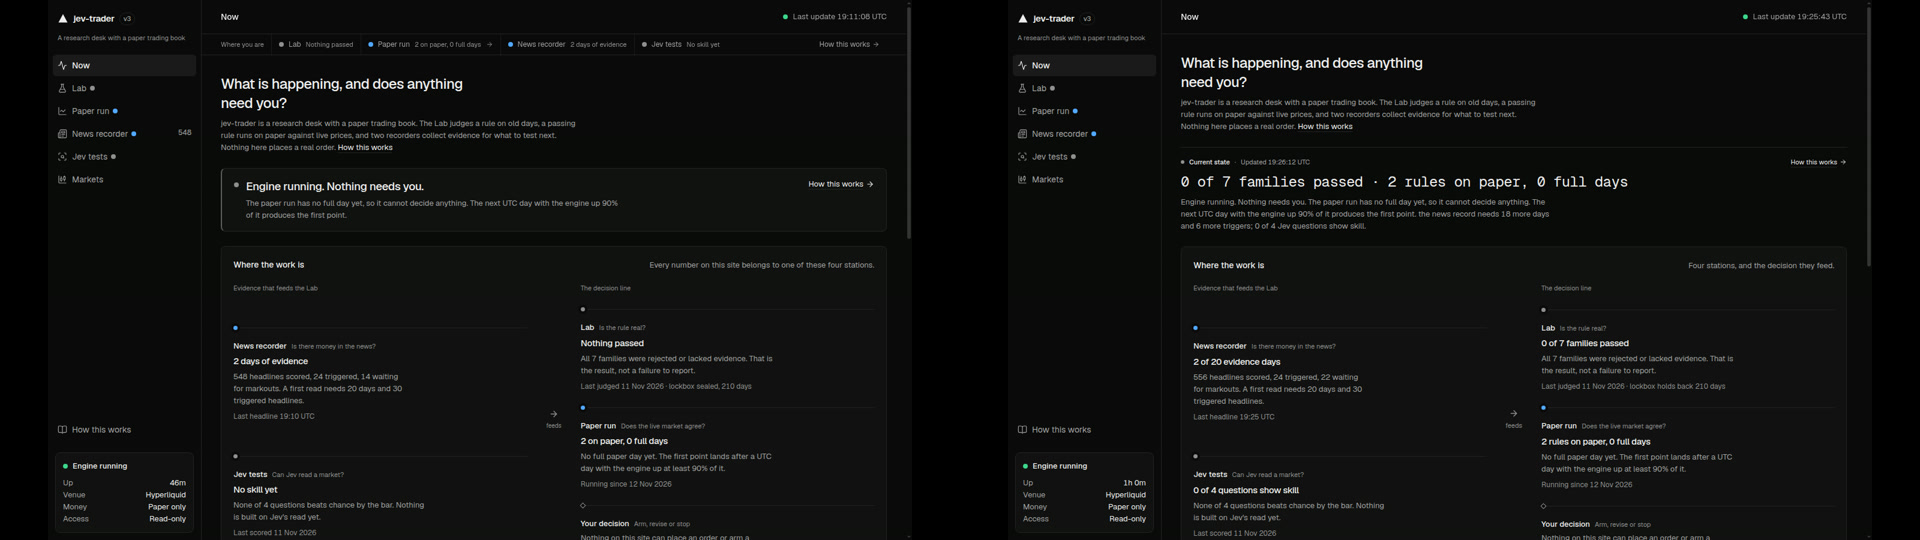 jev-trader v3
A research desk with a paper trading book
Now
Lab
Paper run
News recorder 548
Jev tests
Markets
How this works
Engine running
Up 46m
Venue Hyperliquid
Money Paper only
Access Read-only
Now
Last update 19:11:08 UTC
Where you are Lab Nothing passed Paper run 2 on paper, 0 full days → News recorder 2 days of evidence Jev tests No skill yet How this works →
What is happening, and does anything
need you?
jev-trader is a research desk with a paper trading book. The Lab judges a rule on old days, a passing
rule runs on paper against live prices, and two recorders collect evidence for what to test next.
Nothing here places a real order. How this works
Engine running. Nothing needs you.
How this works →
The paper run has no full day yet, so it cannot decide anything. The next UTC day with the engine up 90%
of it produces the first point.
Where the work is
Every number on this site belongs to one of these four stations.
Evidence that feeds the Lab
News recorder Is there money in the news?
2 days of evidence
548 headlines scored, 24 triggered, 14 waiting
for markouts. A first read needs 20 days and 30
triggered headlines.
Last headline 19:10 UTC
Jev tests Can Jev read a market?
No skill yet
None of 4 questions beats chance by the bar. Nothing
is built on Jev's read yet.
Last scored 11 Nov 2026
→
feeds
The decision line
Lab Is the rule real?
Nothing passed
All 7 families were rejected or lacked evidence. That is
the result, not a failure to report.
Last judged 11 Nov 2026 · lockbox sealed, 210 days
Paper run Does the live market agree?
2 on paper, 0 full days
No full paper day yet. The first point lands after a UTC
day with the engine up at least 90% of it.
Running since 12 Nov 2026
Your decision Arm, revise or stop
Nothing on this site can place an order or arm a
jev-trader v3
A research desk with a paper trading book
Now
Lab
Paper run
News recorder
Jev tests
Markets
How this works
Engine running
Up 1h 0m
Venue Hyperliquid
Money Paper only
Access Read-only
Now
Last update 19:25:43 UTC
What is happening, and does anything
need you?
jev-trader is a research desk with a paper trading book. The Lab judges a rule on old days, a passing
rule runs on paper against live prices, and two recorders collect evidence for what to test next.
Nothing here places a real order. How this works
Current state · Updated 19:26:12 UTC
How this works →
0 of 7 families passed · 2 rules on paper, 0 full days
Engine running. Nothing needs you. The paper run has no full day yet, so it cannot decide anything. The
next UTC day with the engine up 90% of it produces the first point. the news record needs 18 more days
and 6 more triggers; 0 of 4 Jev questions show skill.
Where the work is
Four stations, and the decision they feed.
Evidence that feeds the Lab
News recorder Is there money in the news?
2 of 20 evidence days
556 headlines scored, 24 triggered, 22 waiting
for markouts. A first read needs 20 days and 30
triggered headlines.
Last headline 19:25 UTC
Jev tests Can Jev read a market?
0 of 4 questions show skill
None of 4 questions beats chance by the bar. Nothing
is built on Jev's read yet.
Last scored 11 Nov 2026
→
feeds
The decision line
Lab Is the rule real?
0 of 7 families passed
All 7 families were rejected or lacked evidence. That is
the result, not a failure to report.
Last judged 11 Nov 2026 · lockbox holds back 210 days
Paper run Does the live market agree?
2 rules on paper, 0 full days
No full paper day yet. The first point lands after a UTC
day with the engine up at least 90% of it.
Running since 12 Nov 2026
Your decision Arm, revise or stop
Nothing on this site can place an order or arm a